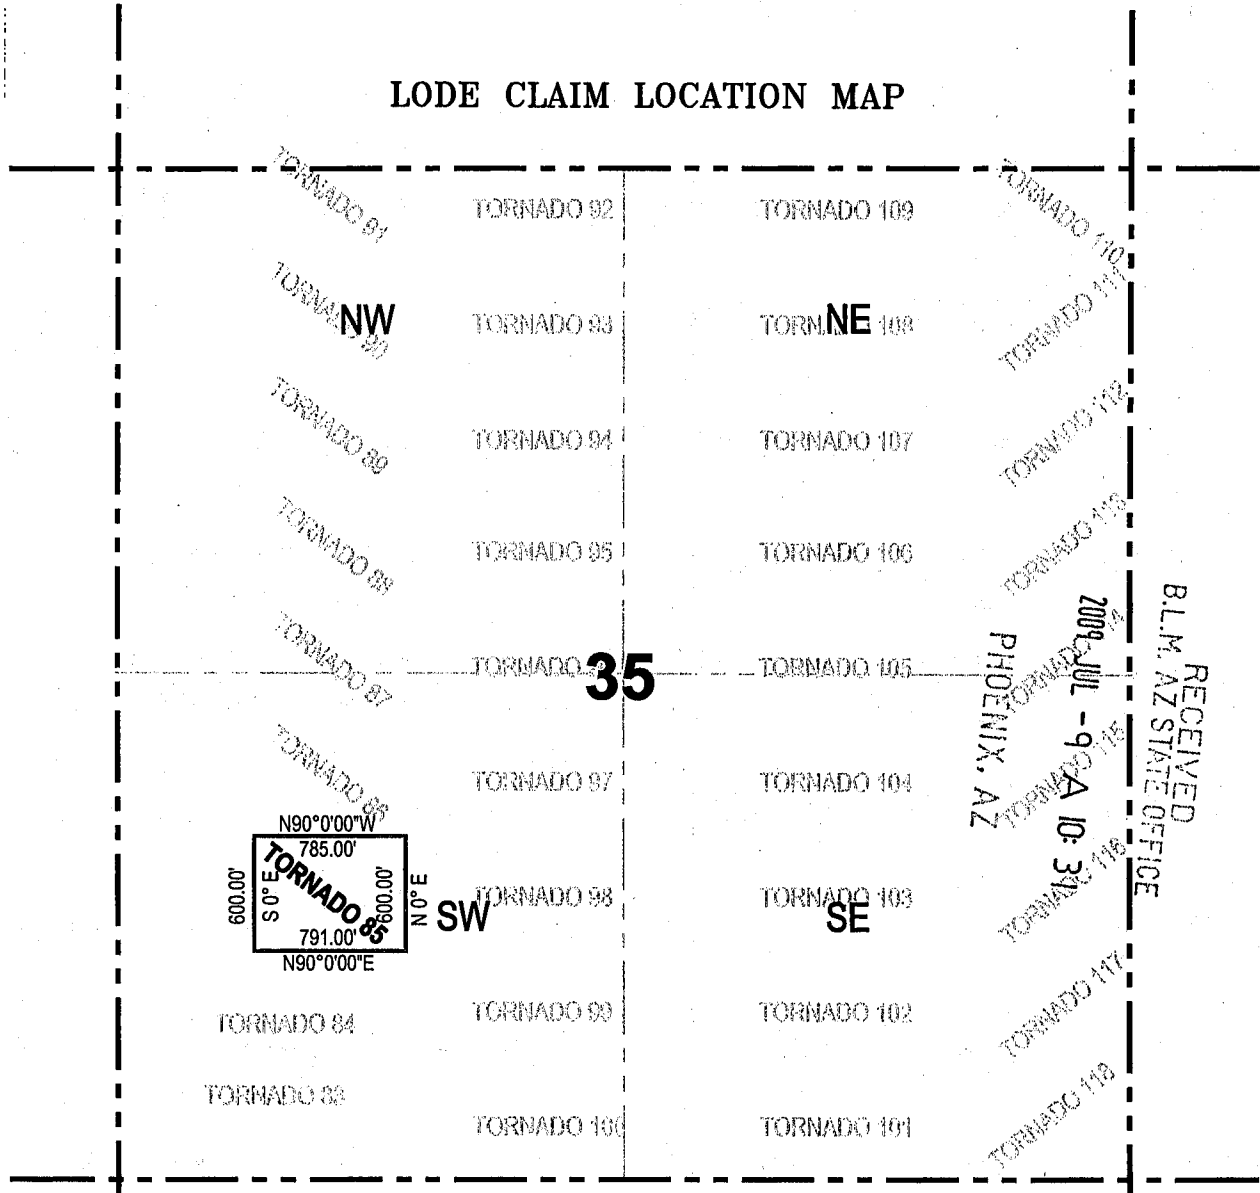 LODE CLAIM LOCATION MAP
TORNADO 91
TORNADO 92
TORNADO 109
TORNADO 110
TORNADO 90
NW
TORNADO 93
NE
TORNADO 111
TORNADO 89
TORNADO 94
TORNADO 107
TORNADO 112
TORNADO 88
TORNADO 95
TORNADO 106
TORNADO 113
TORNADO 87
TORNADO
35
TORNADO 105
TORNADO 86
TORNADO 97
TORNADO 104
TORNADO 115
RECEIVED
B.L.M. AZ STATE OFFICE
2009 JUL -9 A 10: 31
PHOENIX, AZ
N90°0'00"W
785.00'
600.00'
S 0° E
TORNADO 85
600.00'
N 0° E
791.00'
N90°0'00"E
SW
TORNADO 98
TORNADO 103
SE
TORNADO 116
TORNADO 84
TORNADO 99
TORNADO 102
TORNADO 117
TORNADO 83
TORNADO 100
TORNADO 101
TORNADO 118